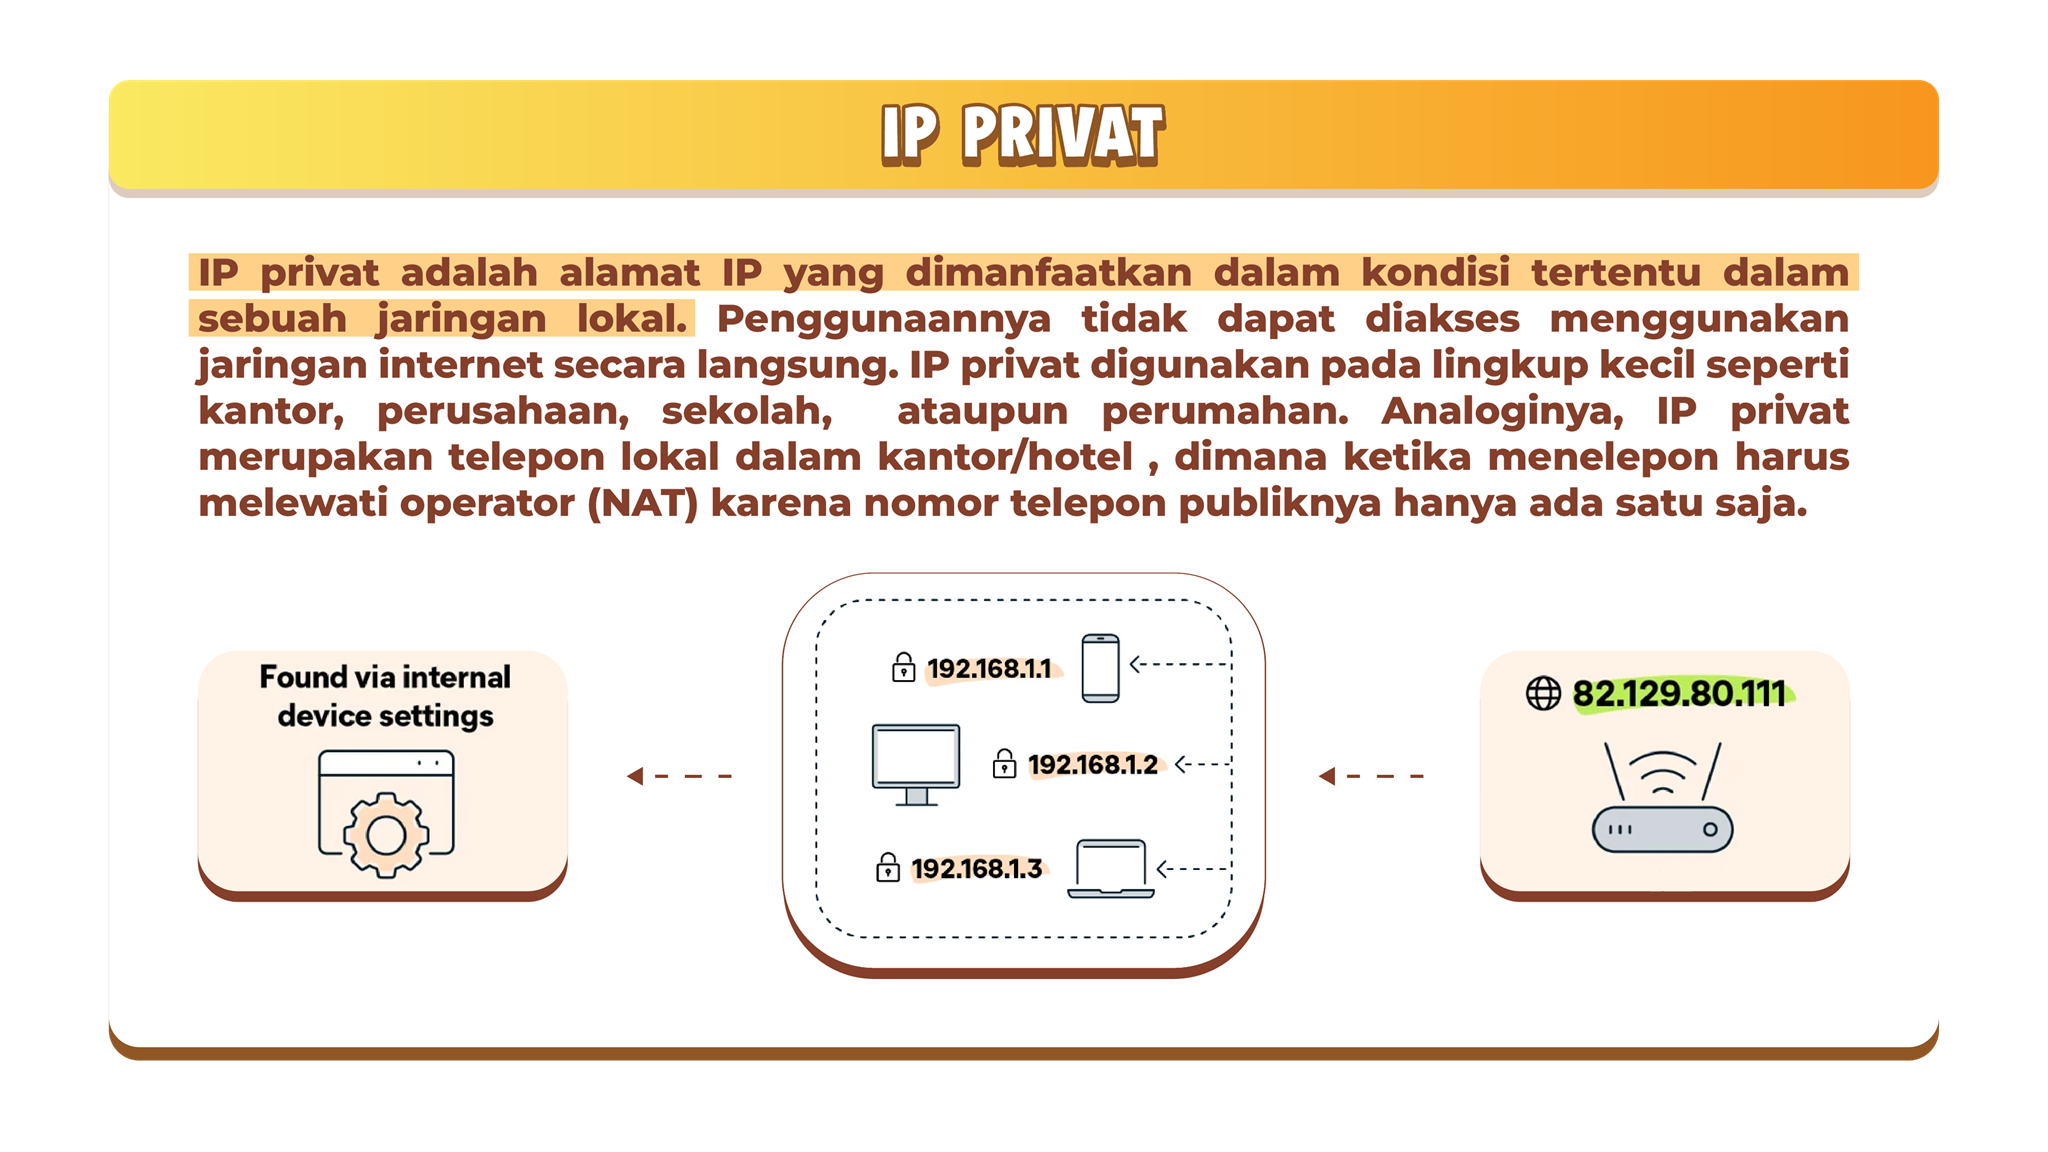 IP PRIVAT
IP privat adalah alamat IP yang dimanfaatkan dalam kondisi tertentu dalam
sebuah jaringan lokal. Penggunaannya tidak dapat diakses menggunakan
jaringan internet secara langsung. IP privat digunakan pada lingkup kecil seperti
kantor, perusahaan, sekolah, ataupun perumahan. Analoginya, IP privat
merupakan telepon lokal dalam kantor/hotel , dimana ketika menelepon harus
melewati operator (NAT) karena nomor telepon publiknya hanya ada satu saja.
Found via internal
device settings
192.168.1.1
192.168.1.2
192.168.1.3
82.129.80.111